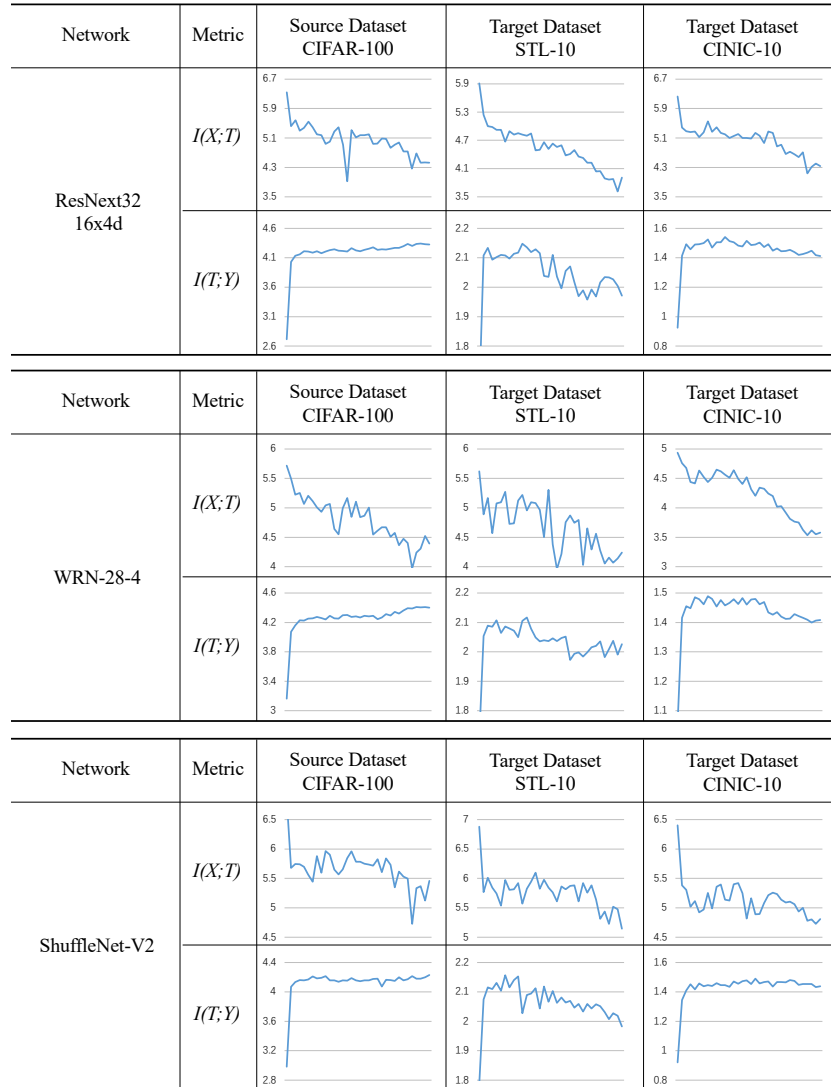 Network Metric Source Dataset CIFAR-100 Target Dataset STL-10 Target Dataset CINIC-10
ResNext32 16x4d
I(X;T)
6.7 5.9 5.1 4.3 3.5
5.9 5.3 4.7 4.1 3.5
6.7 5.9 5.1 4.3 3.5
I(T;Y)
4.6 4.1 3.6 3.1 2.6
2.2 2.1 2 1.9 1.8
1.6 1.4 1.2 1 0.8
Network Metric Source Dataset CIFAR-100 Target Dataset STL-10 Target Dataset CINIC-10
WRN-28-4
I(X;T)
6 5.5 5 4.5 4
6 5.5 5 4.5 4
5 4.5 4 3.5 3
I(T;Y)
4.6 4.2 3.8 3.4 3
2.2 2.1 2 1.9 1.8
1.5 1.4 1.3 1.2 1.1
Network Metric Source Dataset CIFAR-100 Target Dataset STL-10 Target Dataset CINIC-10
ShuffleNet-V2
I(X;T)
6.5 6 5.5 5 4.5
7 6.5 6 5.5 5
6.5 6 5.5 5 4.5
I(T;Y)
4.4 4 3.6 3.2 2.8
2.2 2.1 2 1.9 1.8
1.6 1.4 1.2 1 0.8